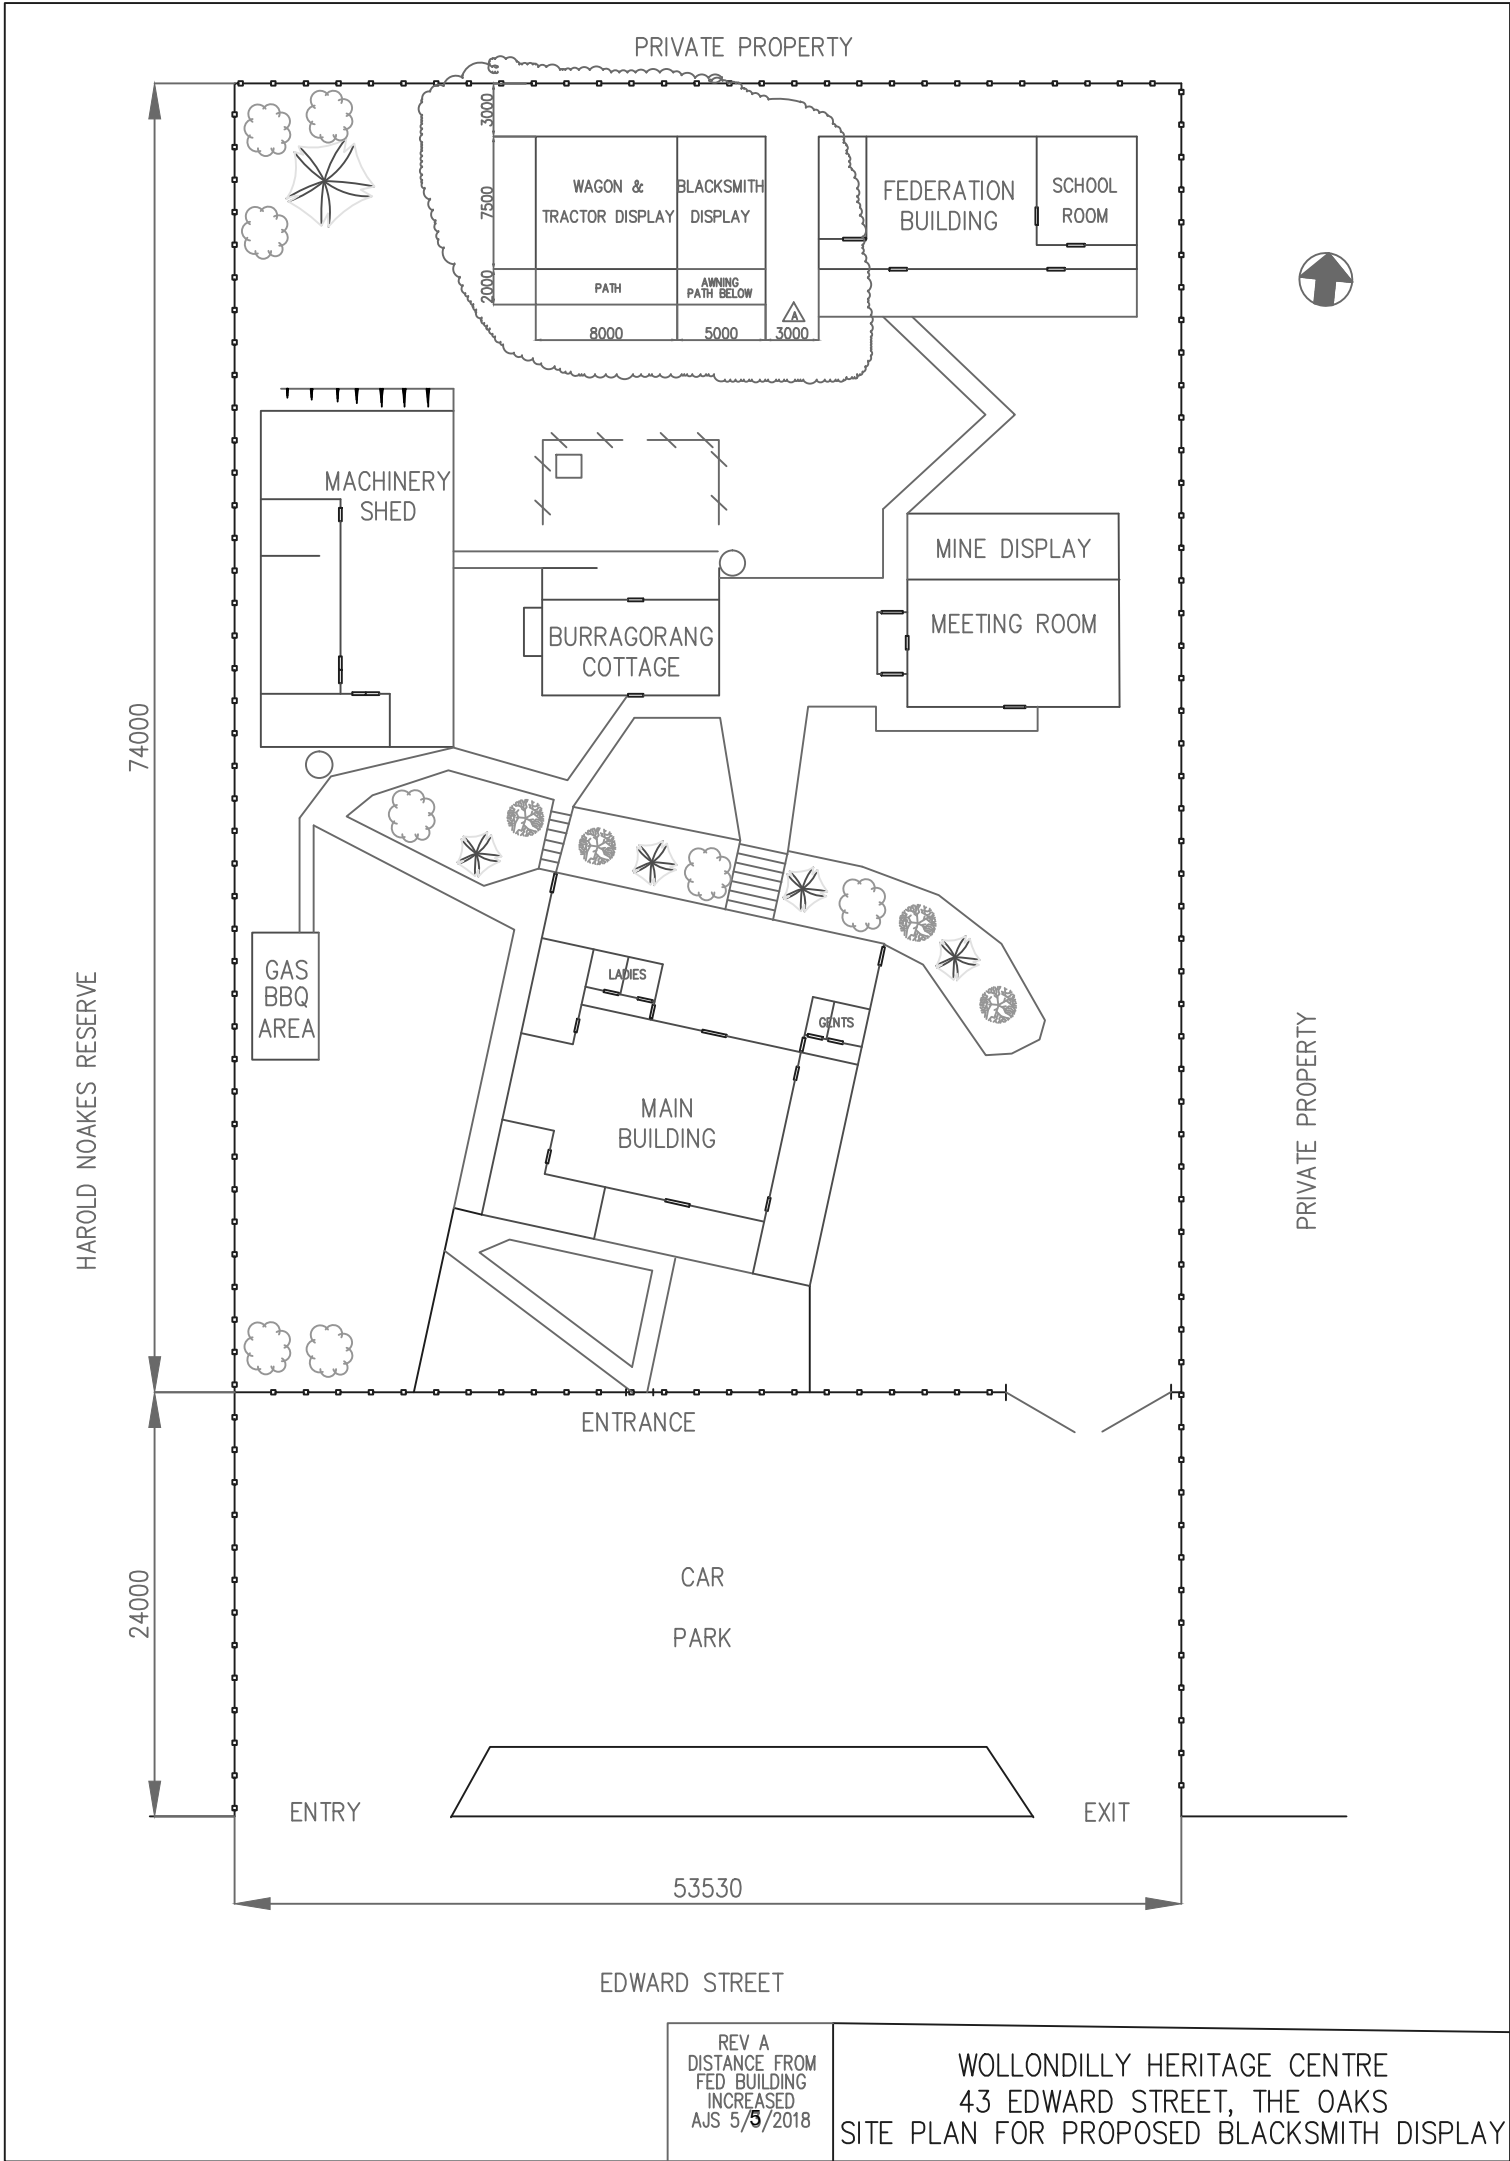 PRIVATE PROPERTY
3000
7500
2000
WAGON &
TRACTOR DISPLAY
BLACKSMITH
DISPLAY
PATH
AWNING
PATH BELOW
8000
5000
3000
A
FEDERATION
BUILDING
SCHOOL
ROOM
MACHINERY
SHED
MINE DISPLAY
MEETING ROOM
BURRAGORANG
COTTAGE
74000
HAROLD NOAKES RESERVE
GAS
BBQ
AREA
LADIES
GENTS
MAIN
BUILDING
PRIVATE PROPERTY
ENTRANCE
24000
CAR
PARK
ENTRY
EXIT
53530
EDWARD STREET
REV A
DISTANCE FROM
FED BUILDING
INCREASED
AJS 5/5/2018
WOLLONDILLY HERITAGE CENTRE
43 EDWARD STREET, THE OAKS
SITE PLAN FOR PROPOSED BLACKSMITH DISPLAY